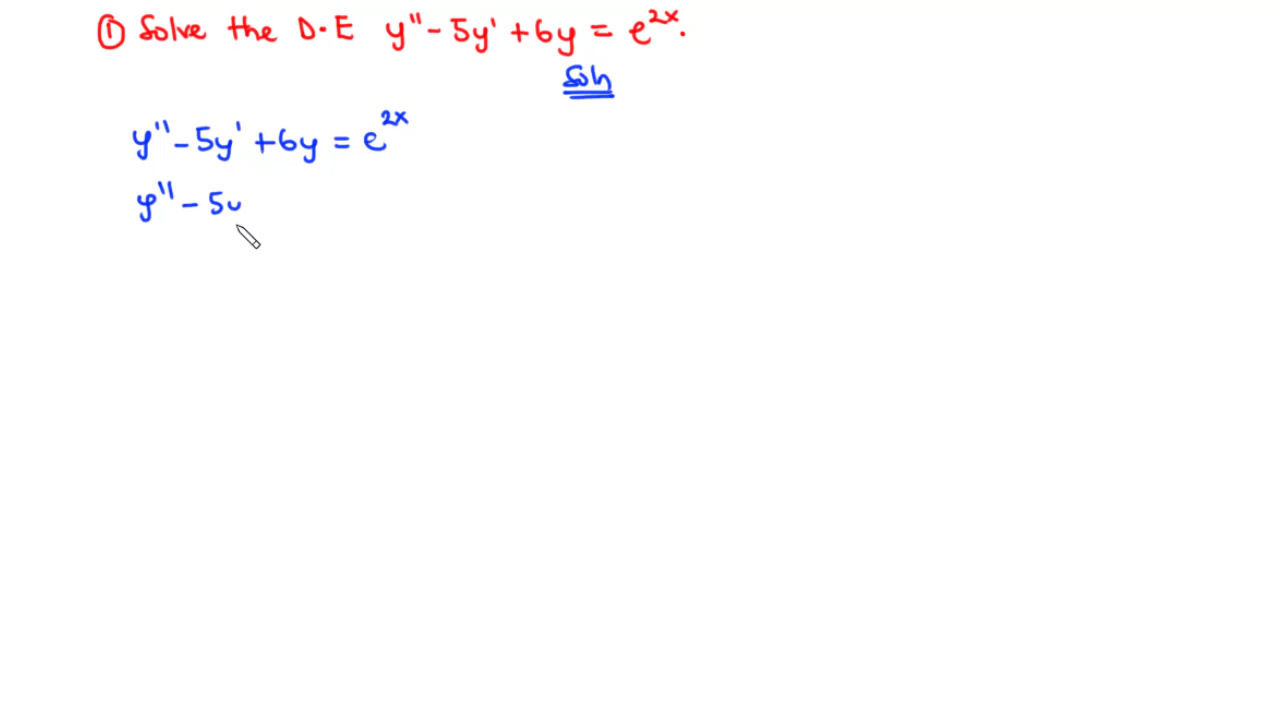 ① Solve the D.E y'' - 5y' + 6y = e^{2x}.
Soln
y'' - 5y' + 6y = e^{2x}
y'' - 5